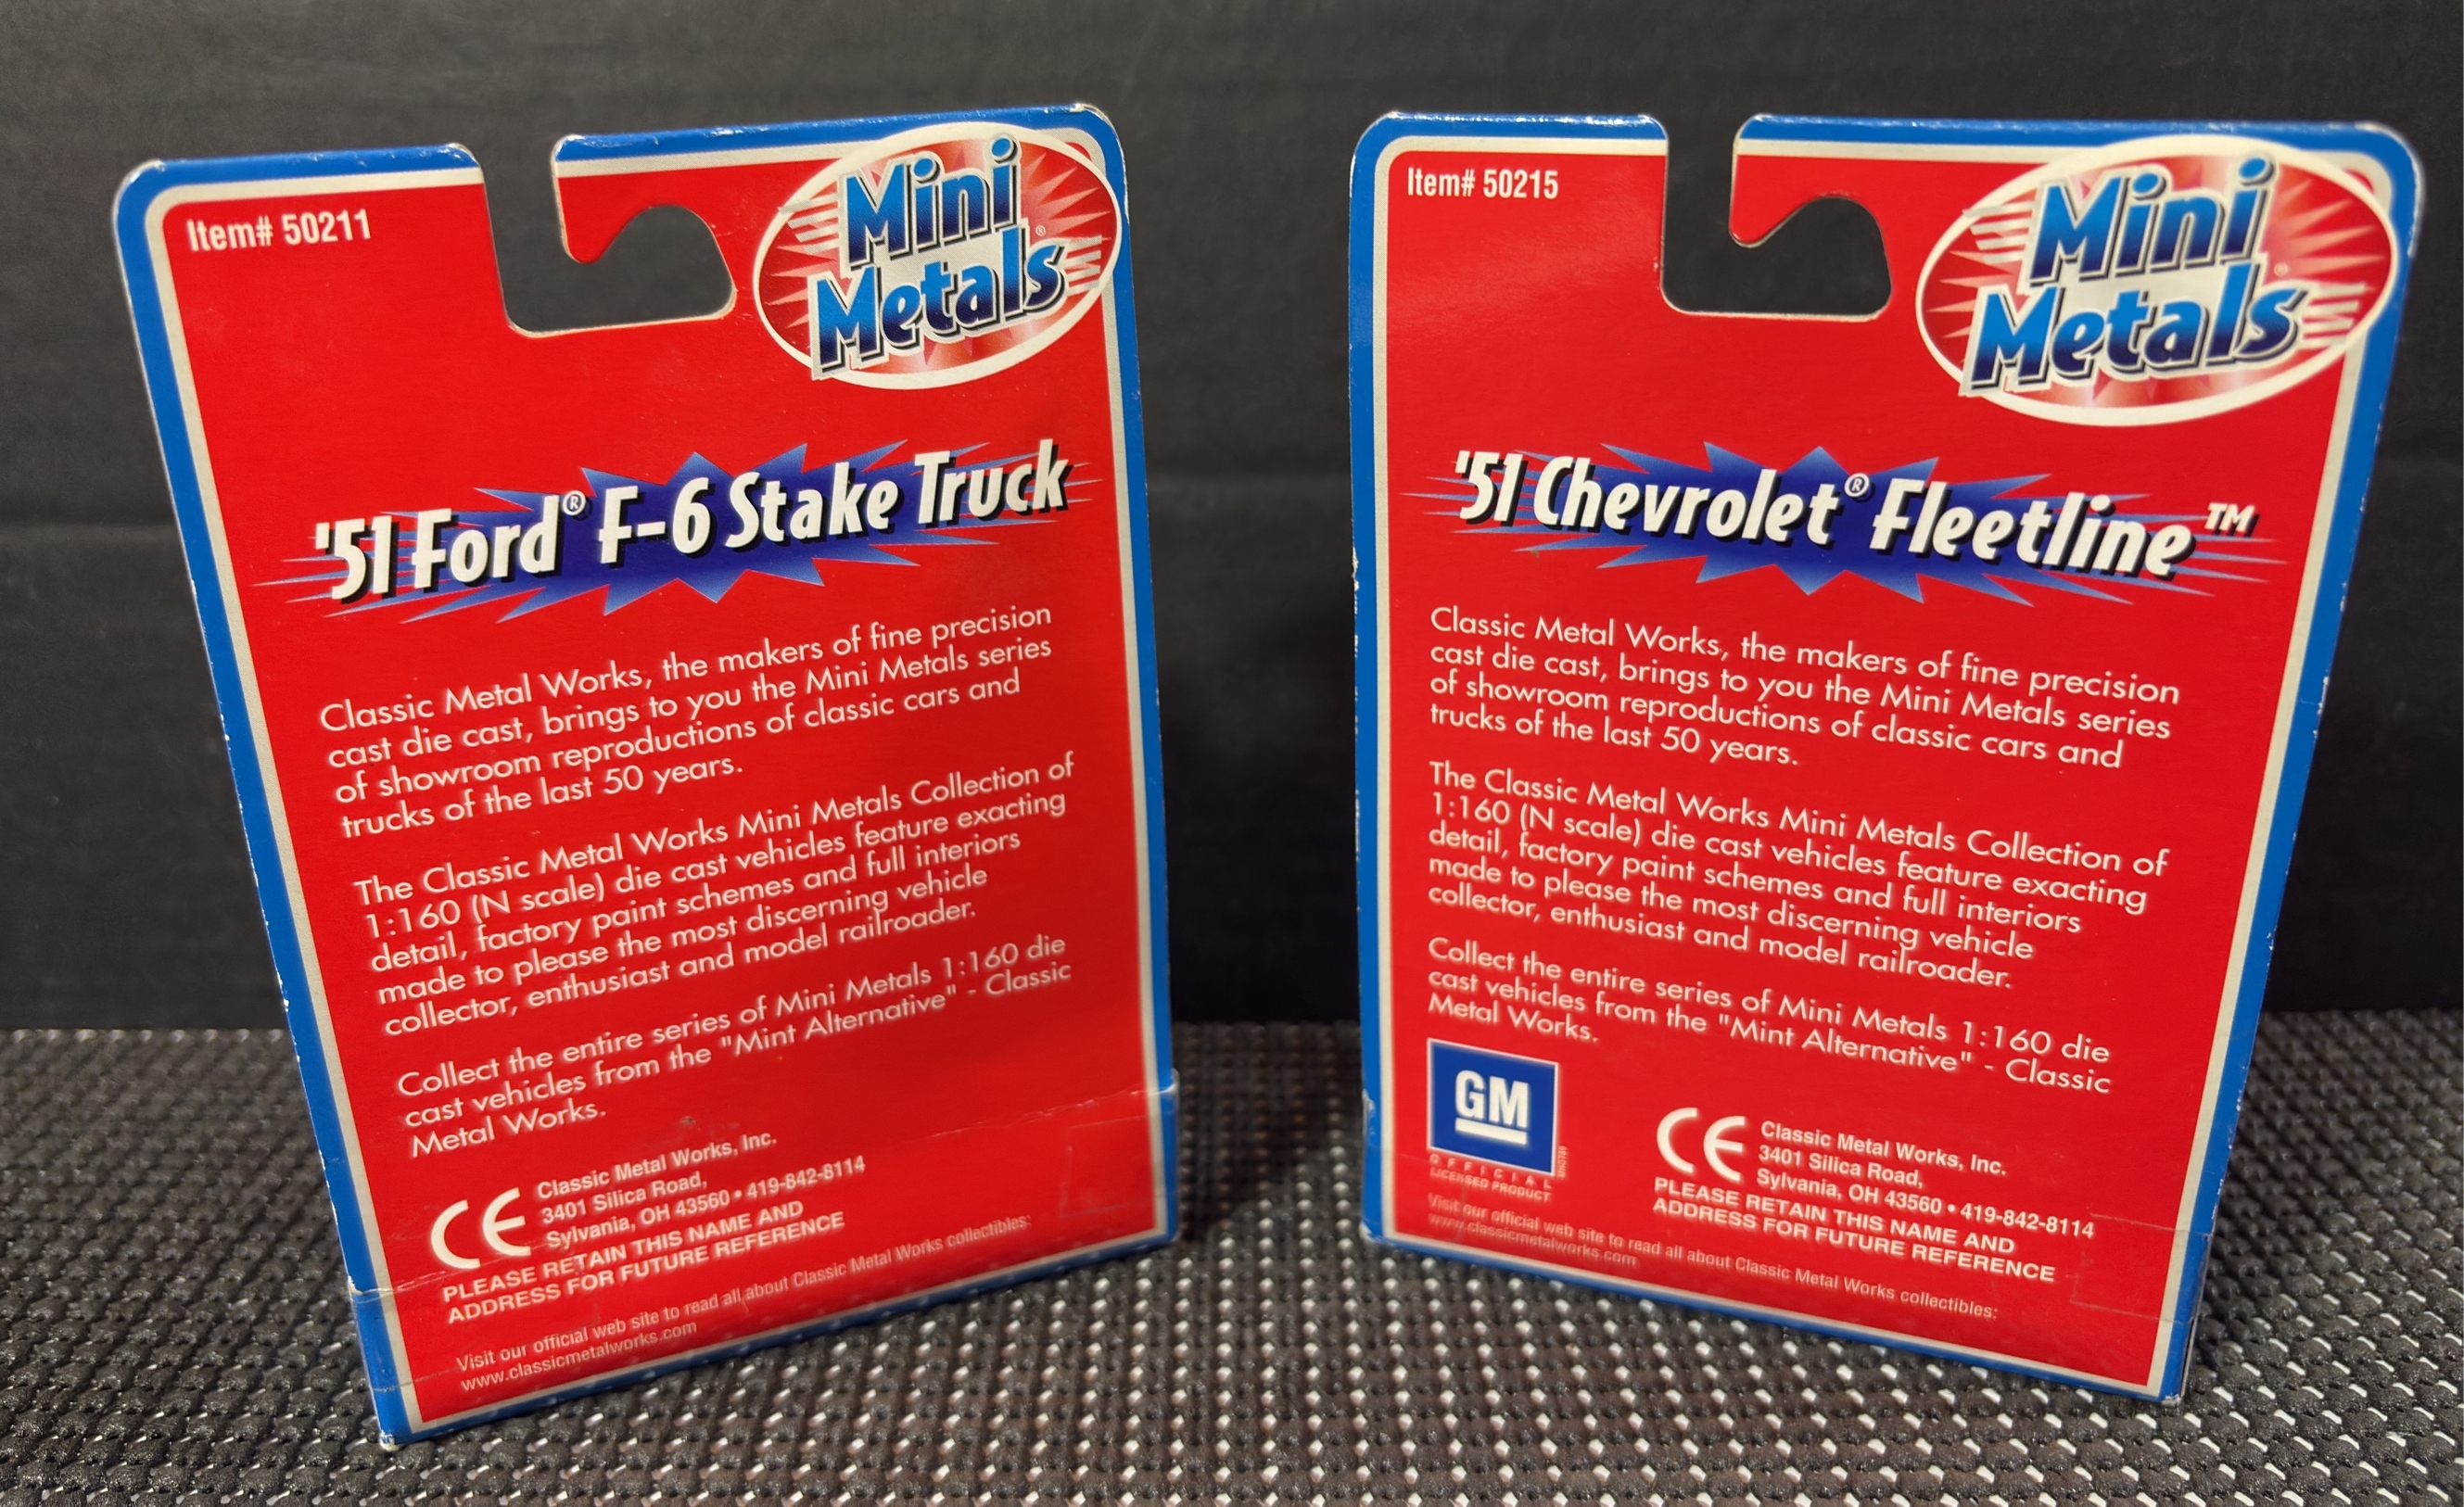 Item# 50211
Mini
Metals®
'51 Ford® F-6 Stake Truck
Classic Metal Works, the makers of fine precision
cast die cast, brings to you the Mini Metals series
of showroom reproductions of classic cars and
trucks of the last 50 years.
The Classic Metal Works Mini Metals Collection of
1:160 (N scale) die cast vehicles feature exacting
detail, factory paint schemes and full interiors
made to please the most discerning vehicle
collector, enthusiast and model railroader.
Collect the entire series of Mini Metals 1:160 die
cast vehicles from the "Mint Alternative" - Classic
Metal Works.
CE
Classic Metal Works, Inc.
3401 Silica Road,
Sylvania, OH 43560 • 419-842-8114
PLEASE RETAIN THIS NAME AND
ADDRESS FOR FUTURE REFERENCE
Visit our official web site to read all about Classic Metal Works collectibles:
www.classicmetalworks.com
Item# 50215
Mini
Metals®
'51 Chevrolet® Fleetline™
Classic Metal Works, the makers of fine precision
cast die cast, brings to you the Mini Metals series
of showroom reproductions of classic cars and
trucks of the last 50 years.
The Classic Metal Works Mini Metals Collection of
1:160 (N scale) die cast vehicles feature exacting
detail, factory paint schemes and full interiors
made to please the most discerning vehicle
collector, enthusiast and model railroader.
Collect the entire series of Mini Metals 1:160 die
cast vehicles from the "Mint Alternative" - Classic
Metal Works.
GM
OFFICIAL
LICENSED PRODUCT
CE
Classic Metal Works, Inc.
3401 Silica Road,
Sylvania, OH 43560 • 419-842-8114
PLEASE RETAIN THIS NAME AND
ADDRESS FOR FUTURE REFERENCE
Visit our official web site to read all about Classic Metal Works collectibles:
www.classicmetalworks.com